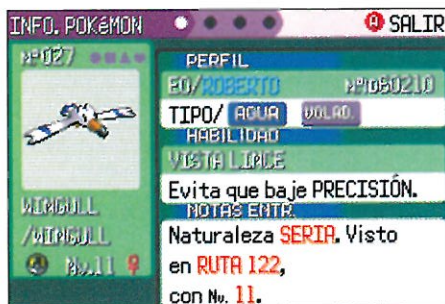 INFO. POKéMON
Ⓐ SALIR
Nº027
PERFIL
EO/ROBERTO NºID80210
TIPO/ AGUA VOLAD.
HABILIDAD
VISTA LINCE
Evita que baje PRECISIÓN.
WINGULL
/WINGULL
Nv.11 ♀
NOTAS ENTR.
Naturaleza SERIA. Visto
en RUTA 122,
con Nv. 11.